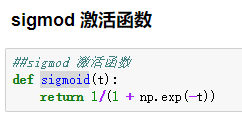 sigmod 激活函数
##sigmod 激活函数
def sigmoid(t):
    return 1/(1 + np.exp(-t))